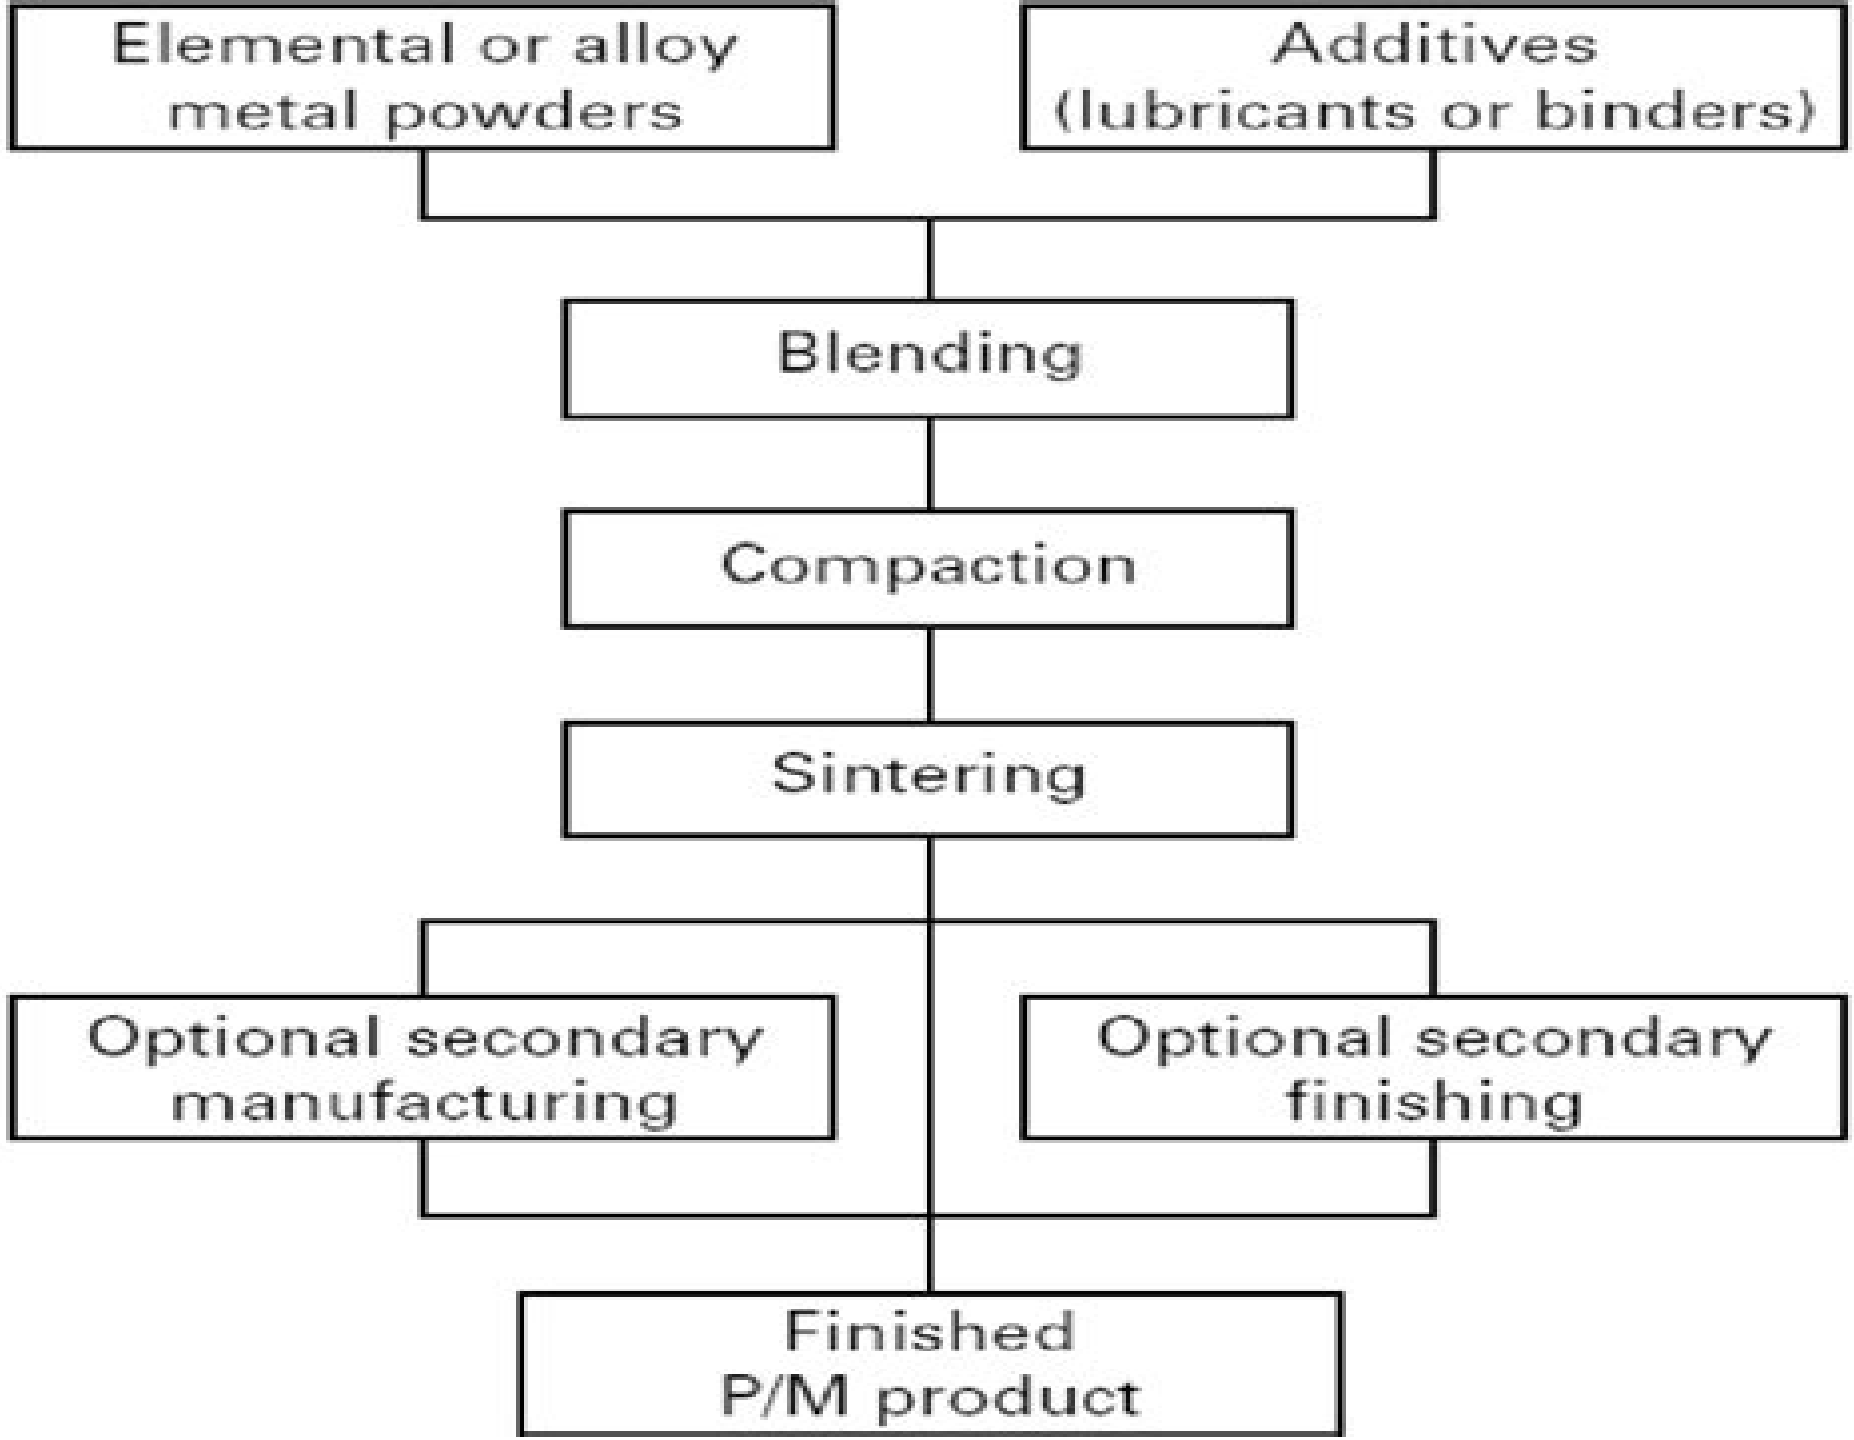 Elemental or alloy
metal powders
Additives
(lubricants or binders)
Blending
Compaction
Sintering
Optional secondary
manufacturing
Optional secondary
finishing
Finished
P/M product